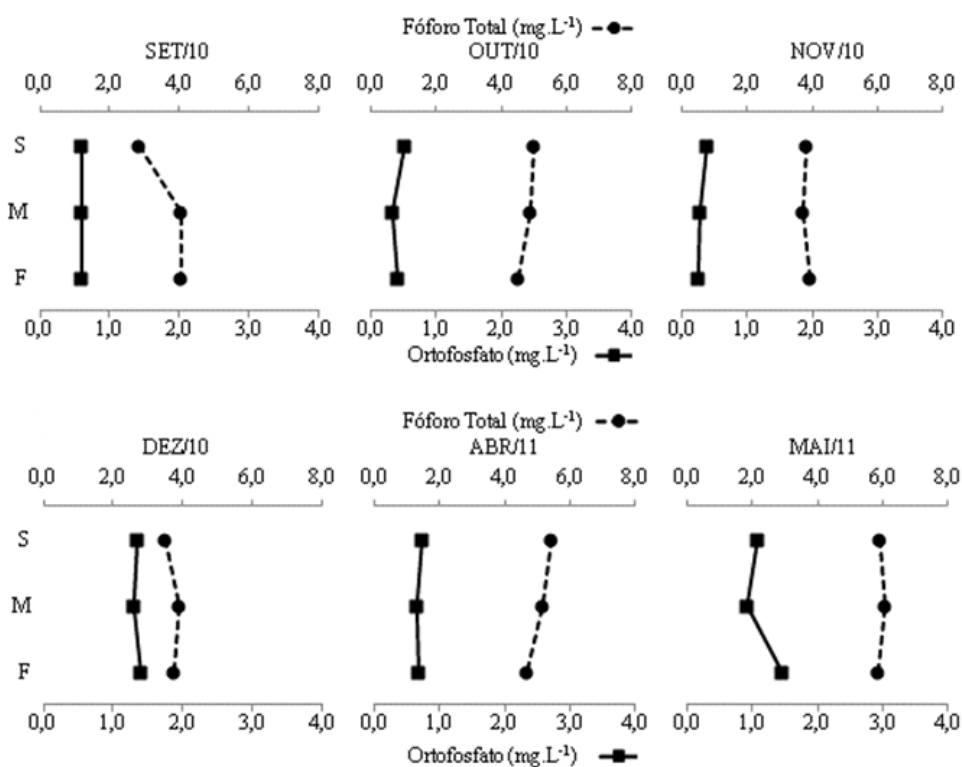 Fóforo Total (mg.L⁻¹)
SET/10 OUT/10 NOV/10
0,0 2,0 4,0 6,0 8,0 0,0 2,0 4,0 6,0 8,0 0,0 2,0 4,0 6,0 8,0
S
M
F
0,0 1,0 2,0 3,0 4,0 0,0 1,0 2,0 3,0 4,0 0,0 1,0 2,0 3,0 4,0
Ortofosfato (mg.L⁻¹)
Fóforo Total (mg.L⁻¹)
DEZ/10 ABR/11 MAI/11
0,0 2,0 4,0 6,0 8,0 0,0 2,0 4,0 6,0 8,0 0,0 2,0 4,0 6,0 8,0
S
M
F
0,0 1,0 2,0 3,0 4,0 0,0 1,0 2,0 3,0 4,0 0,0 1,0 2,0 3,0 4,0
Ortofosfato (mg.L⁻¹)